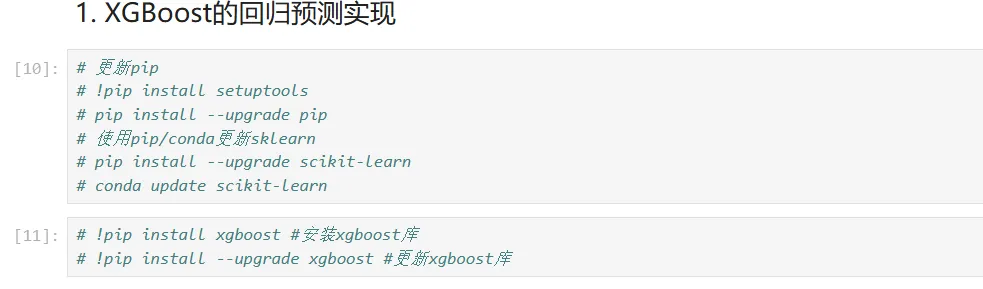 1. XGBoost的回归预测实现
[10]:
# 更新pip
# !pip install setuptools
# pip install --upgrade pip
# 使用pip/conda更新sklearn
# pip install --upgrade scikit-learn
# conda update scikit-learn
[11]:
# !pip install xgboost #安装xgboost库
# !pip install --upgrade xgboost #更新xgboost库